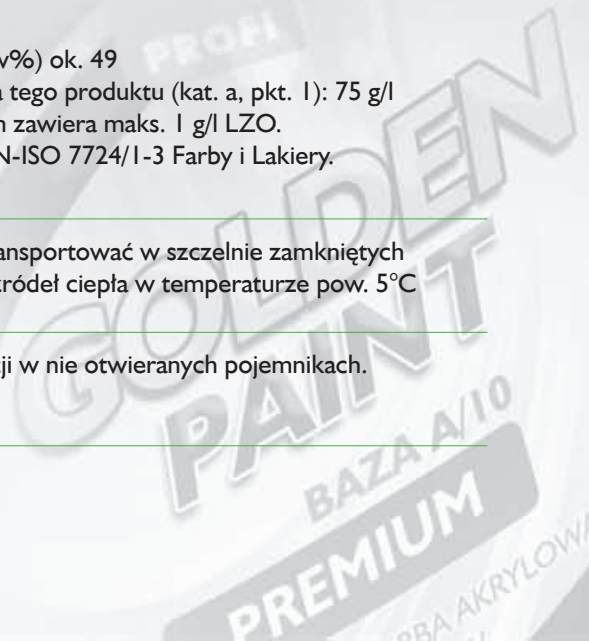 PROFI
v%) ok. 49
a tego produktu (kat. a, pkt. 1): 75 g/l
n zawiera maks. 1 g/l LZO.
N-ISO 7724/1-3 Farby i Lakiery.
ansportować w szczelnie zamkniętych
źródeł ciepła w temperaturze pow. 5°C
ji w nie otwieranych pojemnikach.
GOLDEN
PAINT
BAZA A/10
PREMIUM
RBA AKRYLOWA